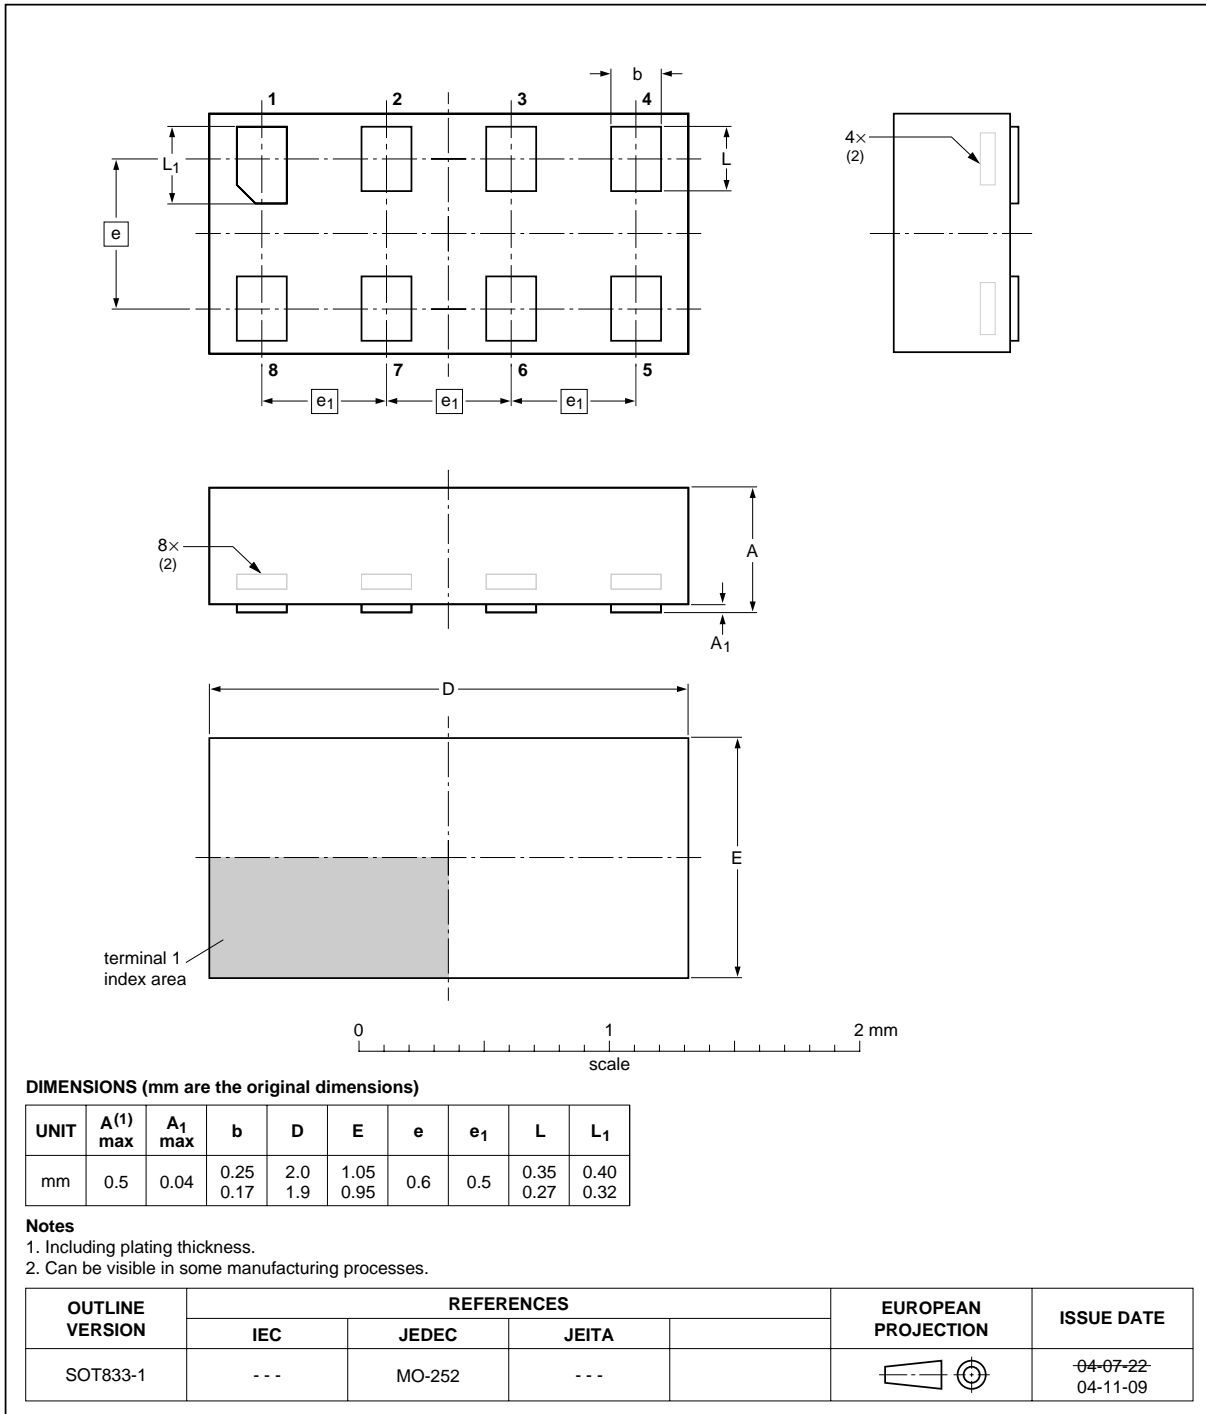 1 2 3 4
b
L1
L
e
4×
(2)
8 7 6 5
e1 e1 e1
8×
(2)
A
A1
D
E
terminal 1
index area
0 1 2 mm
scale
DIMENSIONS (mm are the original dimensions)
UNIT A(1) max A1 max b D E e e1 L L1
mm 0.5 0.04 0.25 0.17 2.0 1.9 1.05 0.95 0.6 0.5 0.35 0.27 0.40 0.32
Notes
1. Including plating thickness.
2. Can be visible in some manufacturing processes.
OUTLINE VERSION REFERENCES EUROPEAN PROJECTION ISSUE DATE
IEC JEDEC JEITA
SOT833-1 - - - MO-252 - - - 04-07-22
04-11-09